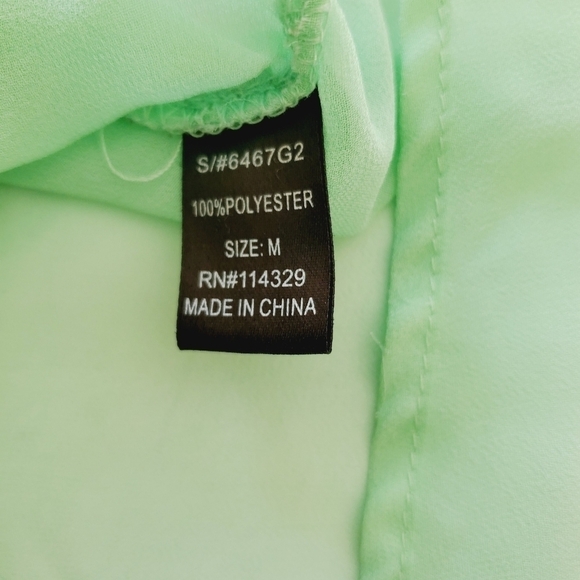 S/#6467G2
100%POLYESTER
SIZE: M
RN#114329
MADE IN CHINA